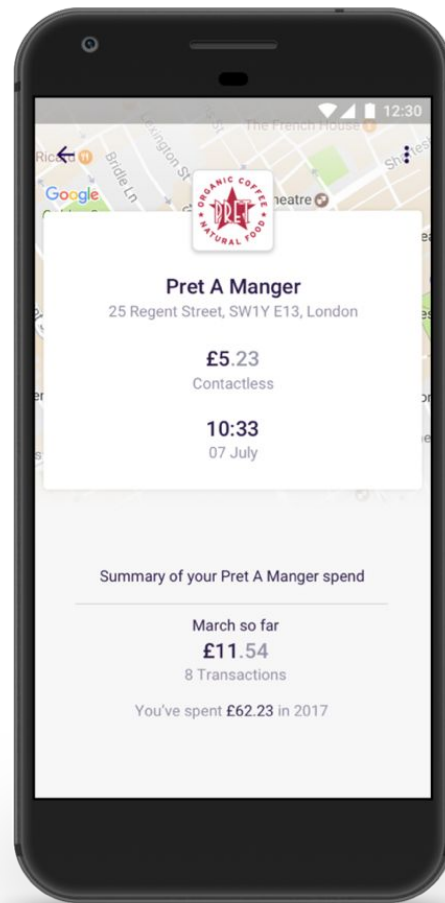 12:30
The French House
Ricard
Lexington St
Bridle Ln
Google
ORGANIC COFFEE
PRET
NATURAL FOOD
heatre
Pret A Manger
25 Regent Street, SW1Y E13, London
£5.23
Contactless
10:33
07 July
Summary of your Pret A Manger spend
March so far
£11.54
8 Transactions
You've spent £62.23 in 2017